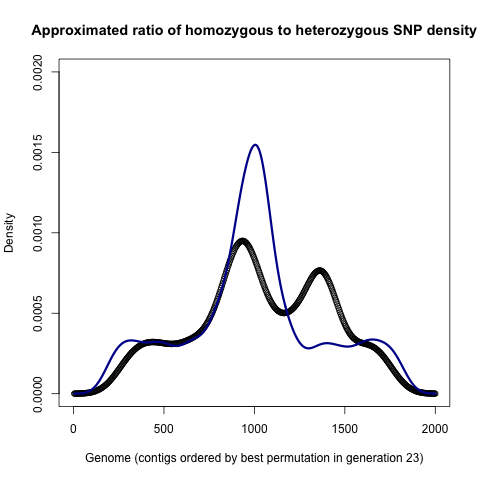 Approximated ratio of homozygous to heterozygous SNP density
0.0020
0.0015
0.0010
0.0005
0.0000
Density
0 500 1000 1500 2000
Genome (contigs ordered by best permutation in generation 23)